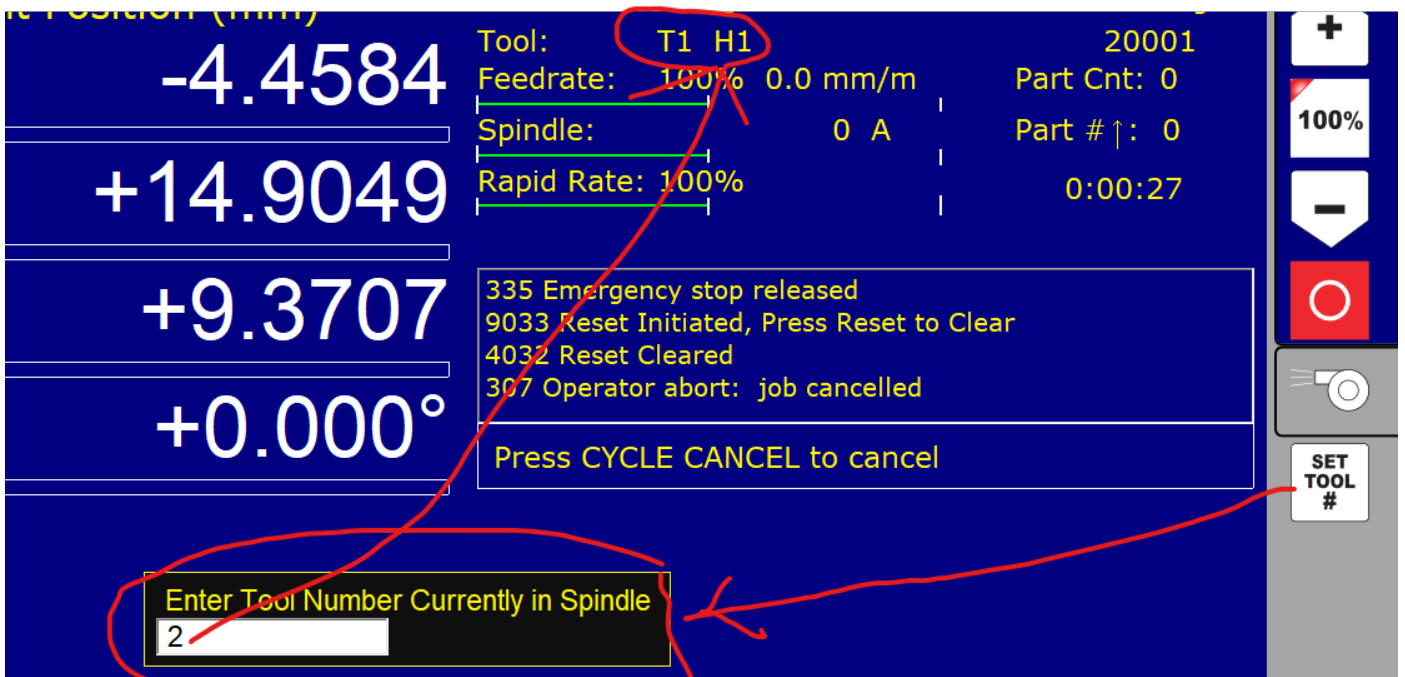 -4.4584
+14.9049
+9.3707
+0.000°
Tool: T1 H1
Feedrate: 100% 0.0 mm/m
Spindle: 0 A
Rapid Rate: 100%
20001
Part Cnt: 0
Part #↑: 0
0:00:27
335 Emergency stop released
9033 Reset Initiated, Press Reset to Clear
4032 Reset Cleared
307 Operator abort: job cancelled
Press CYCLE CANCEL to cancel
Enter Tool Number Currently in Spindle
2
+
100%
-
SET
TOOL
#